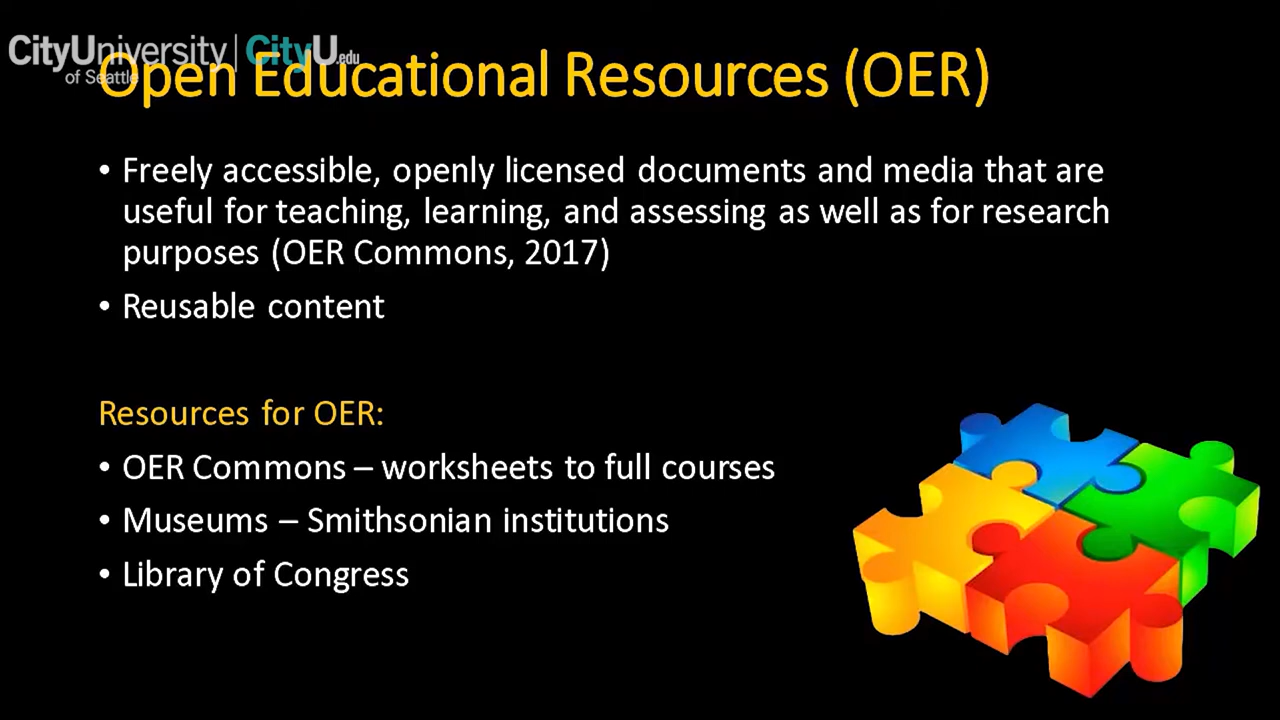 CityUniversity | CityU.edu
of Seattle
Open Educational Resources (OER)
• Freely accessible, openly licensed documents and media that are
useful for teaching, learning, and assessing as well as for research
purposes (OER Commons, 2017)
• Reusable content
Resources for OER:
• OER Commons – worksheets to full courses
• Museums – Smithsonian institutions
• Library of Congress